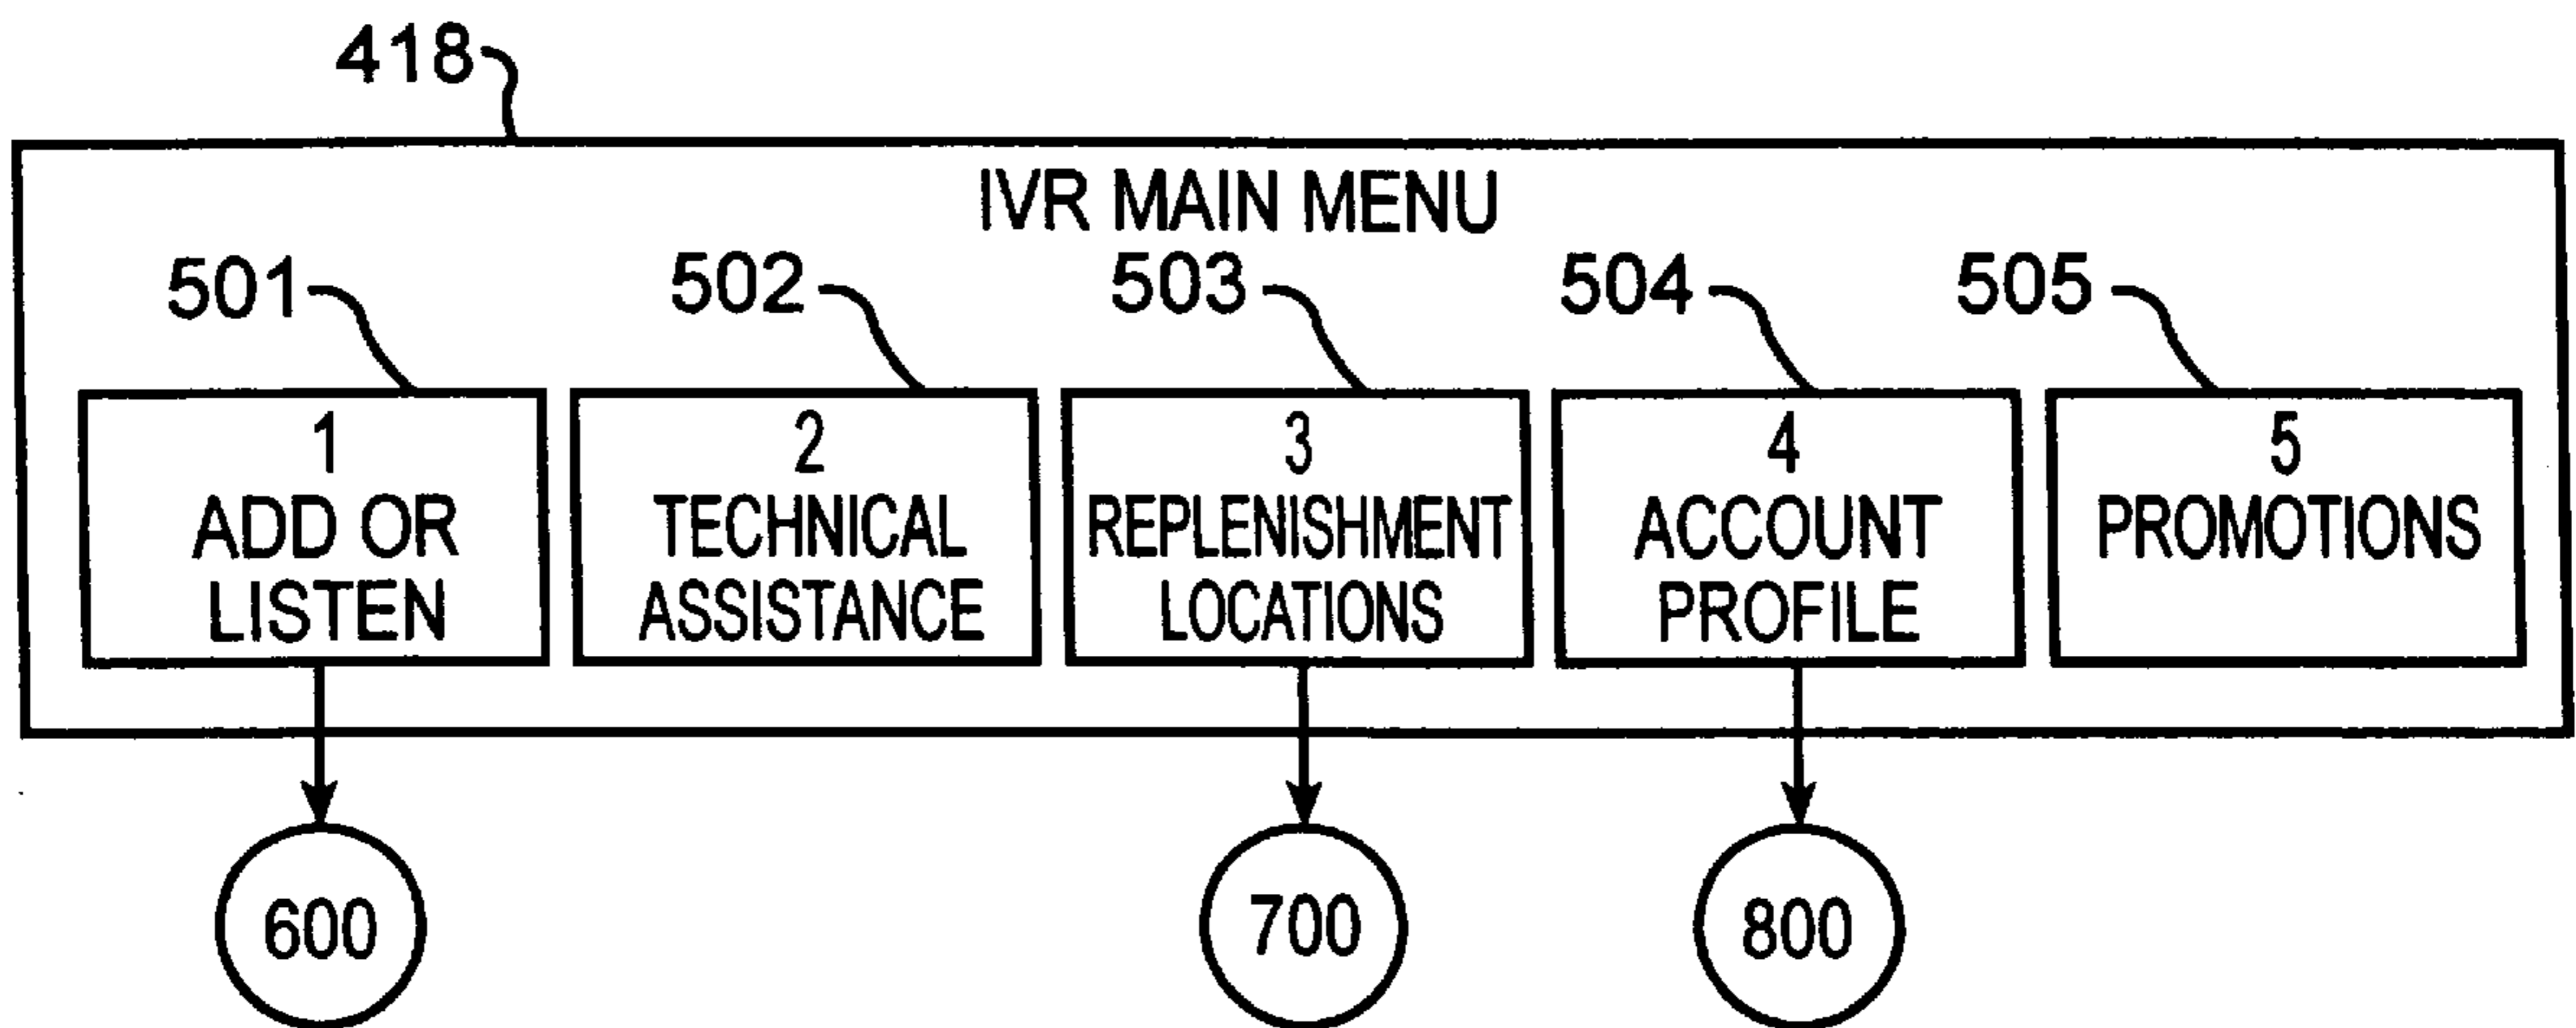 418
IVR MAIN MENU
501
502
503
504
505
1
ADD OR
LISTEN
2
TECHNICAL
ASSISTANCE
3
REPLENISHMENT
LOCATIONS
4
ACCOUNT
PROFILE
5
PROMOTIONS
600
700
800